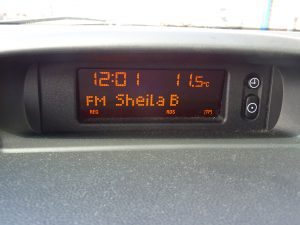 12:01 11.5°C
FM Sheila B
REG RDS [TP]